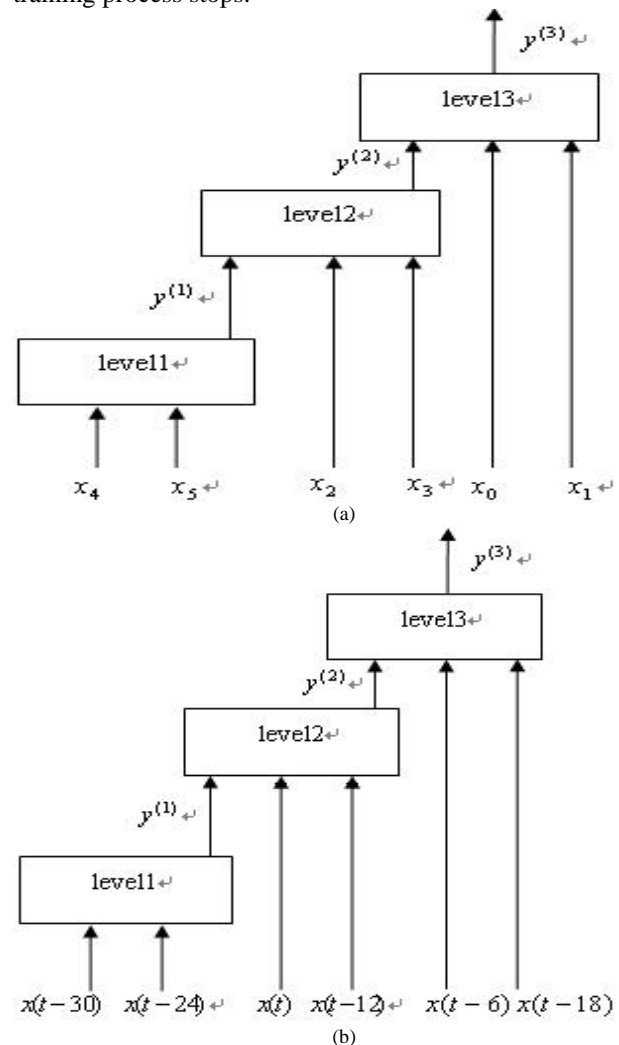 training process stops.
y(3) ↵
level3↵
y(2) ↵
level2↵
y(1) ↵
level1↵
x4 x5 ↵ x2 x3 ↵ x0 x1 ↵
(a)
y(3) ↵
level3↵
y(2) ↵
level2↵
y(1) ↵
level1↵
x(t−30) x(t−24) ↵ x(t) x(t−12) ↵ x(t−6) x(t−18) ↵
(b)